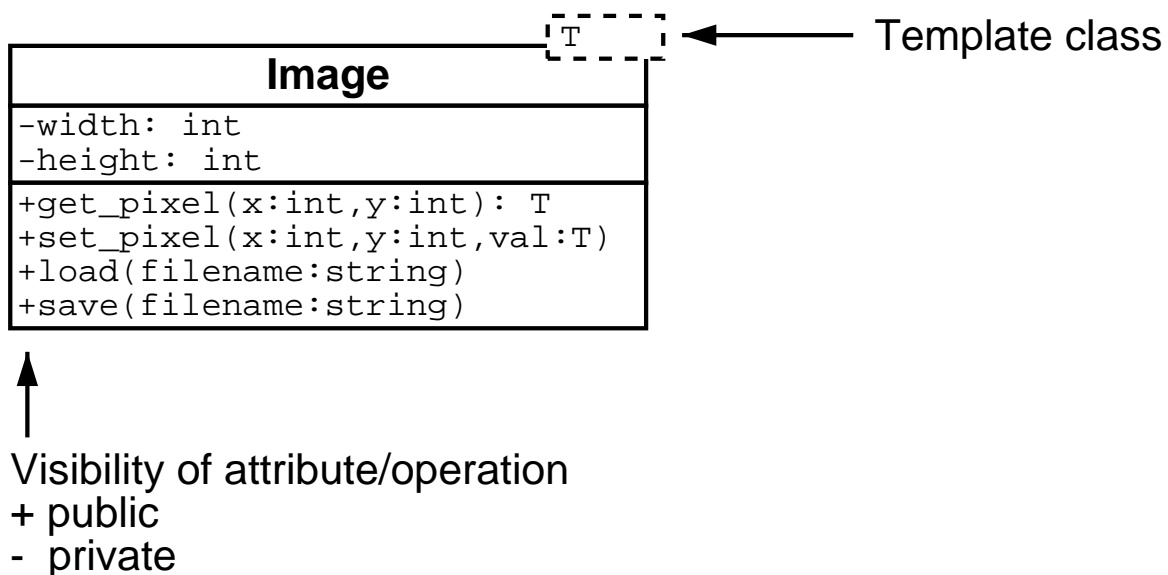 T
Template class
Image
-width: int
-height: int
+get_pixel(x:int,y:int): T
+set_pixel(x:int,y:int,val:T)
+load(filename:string)
+save(filename:string)
Visibility of attribute/operation
+ public
- private